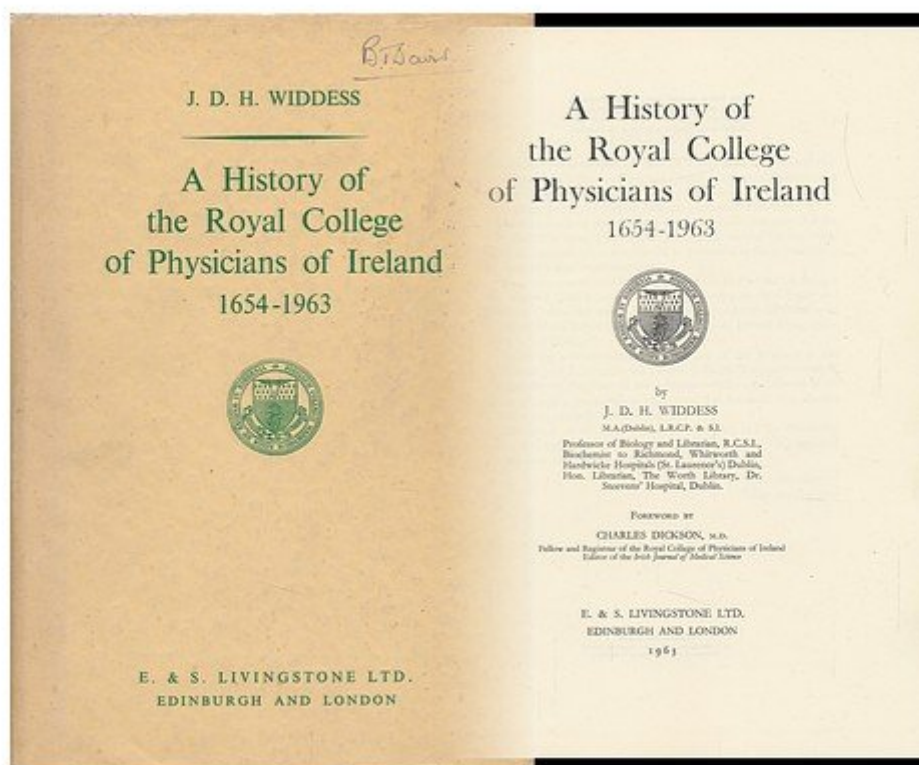 J. D. H. WIDDESS
A History of
the Royal College
of Physicians of Ireland
1654-1963
E. & S. LIVINGSTONE LTD.
EDINBURGH AND LONDON
A History of
the Royal College
of Physicians of Ireland
1654-1963
by
J. D. H. WIDDESS
M.A.(Dublin), L.R.C.P. & S.I.
Professor of Biology and Librarian, R.C.S.I.,
Biochemist to Richmond, Whitworth and
Hardwicke Hospitals (St. Laurence's) Dublin,
Hon. Librarian, The Worth Library, Dr.
Steevens' Hospital, Dublin.
FOREWORD BY
CHARLES DICKSON, M.D.
Fellow and Registrar of the Royal College of Physicians of Ireland
Editor of the Irish Journal of Medical Science
E. & S. LIVINGSTONE LTD.
EDINBURGH AND LONDON
1963